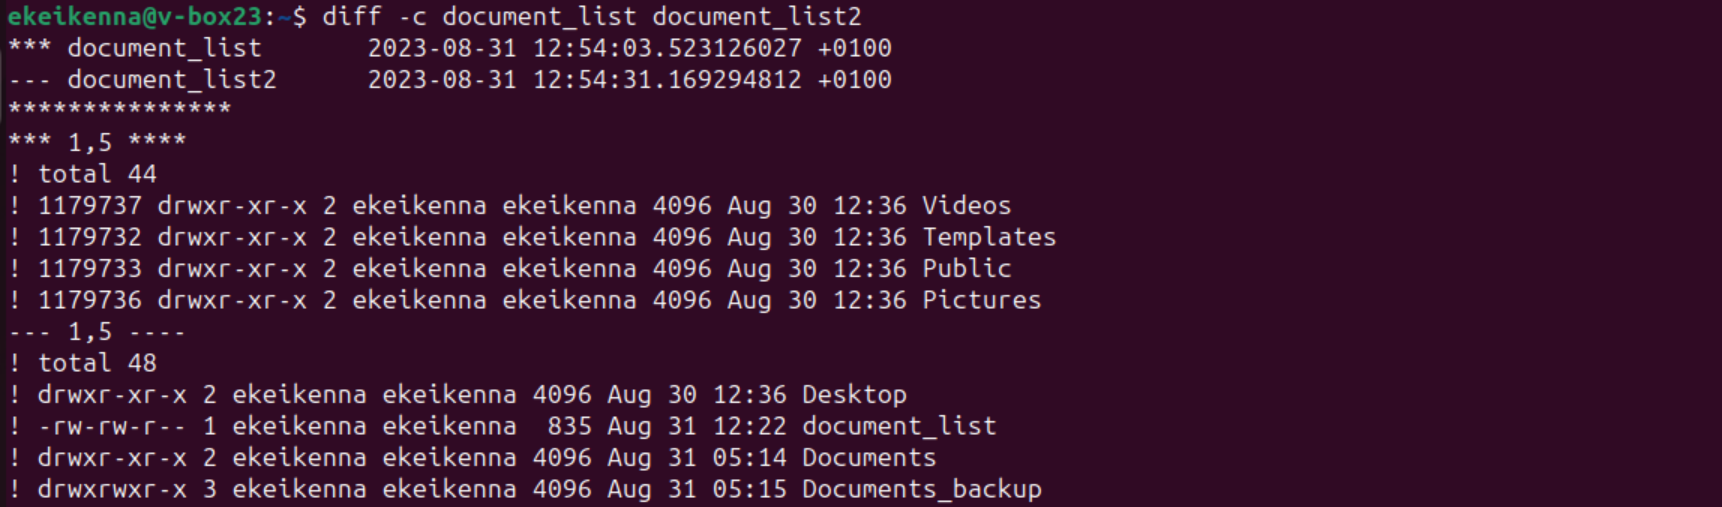 ekeikenna@v-box23:~$ diff -c document_list document_list2
*** document_list       2023-08-31 12:54:03.523126027 +0100
--- document_list2      2023-08-31 12:54:31.169294812 +0100
***************
*** 1,5 ****
! total 44
! 1179737 drwxr-xr-x 2 ekeikenna ekeikenna 4096 Aug 30 12:36 Videos
! 1179732 drwxr-xr-x 2 ekeikenna ekeikenna 4096 Aug 30 12:36 Templates
! 1179733 drwxr-xr-x 2 ekeikenna ekeikenna 4096 Aug 30 12:36 Public
! 1179736 drwxr-xr-x 2 ekeikenna ekeikenna 4096 Aug 30 12:36 Pictures
--- 1,5 ----
! total 48
! drwxr-xr-x 2 ekeikenna ekeikenna 4096 Aug 30 12:36 Desktop
! -rw-rw-r-- 1 ekeikenna ekeikenna  835 Aug 31 12:22 document_list
! drwxr-xr-x 2 ekeikenna ekeikenna 4096 Aug 31 05:14 Documents
! drwxrwxr-x 3 ekeikenna ekeikenna 4096 Aug 31 05:15 Documents_backup